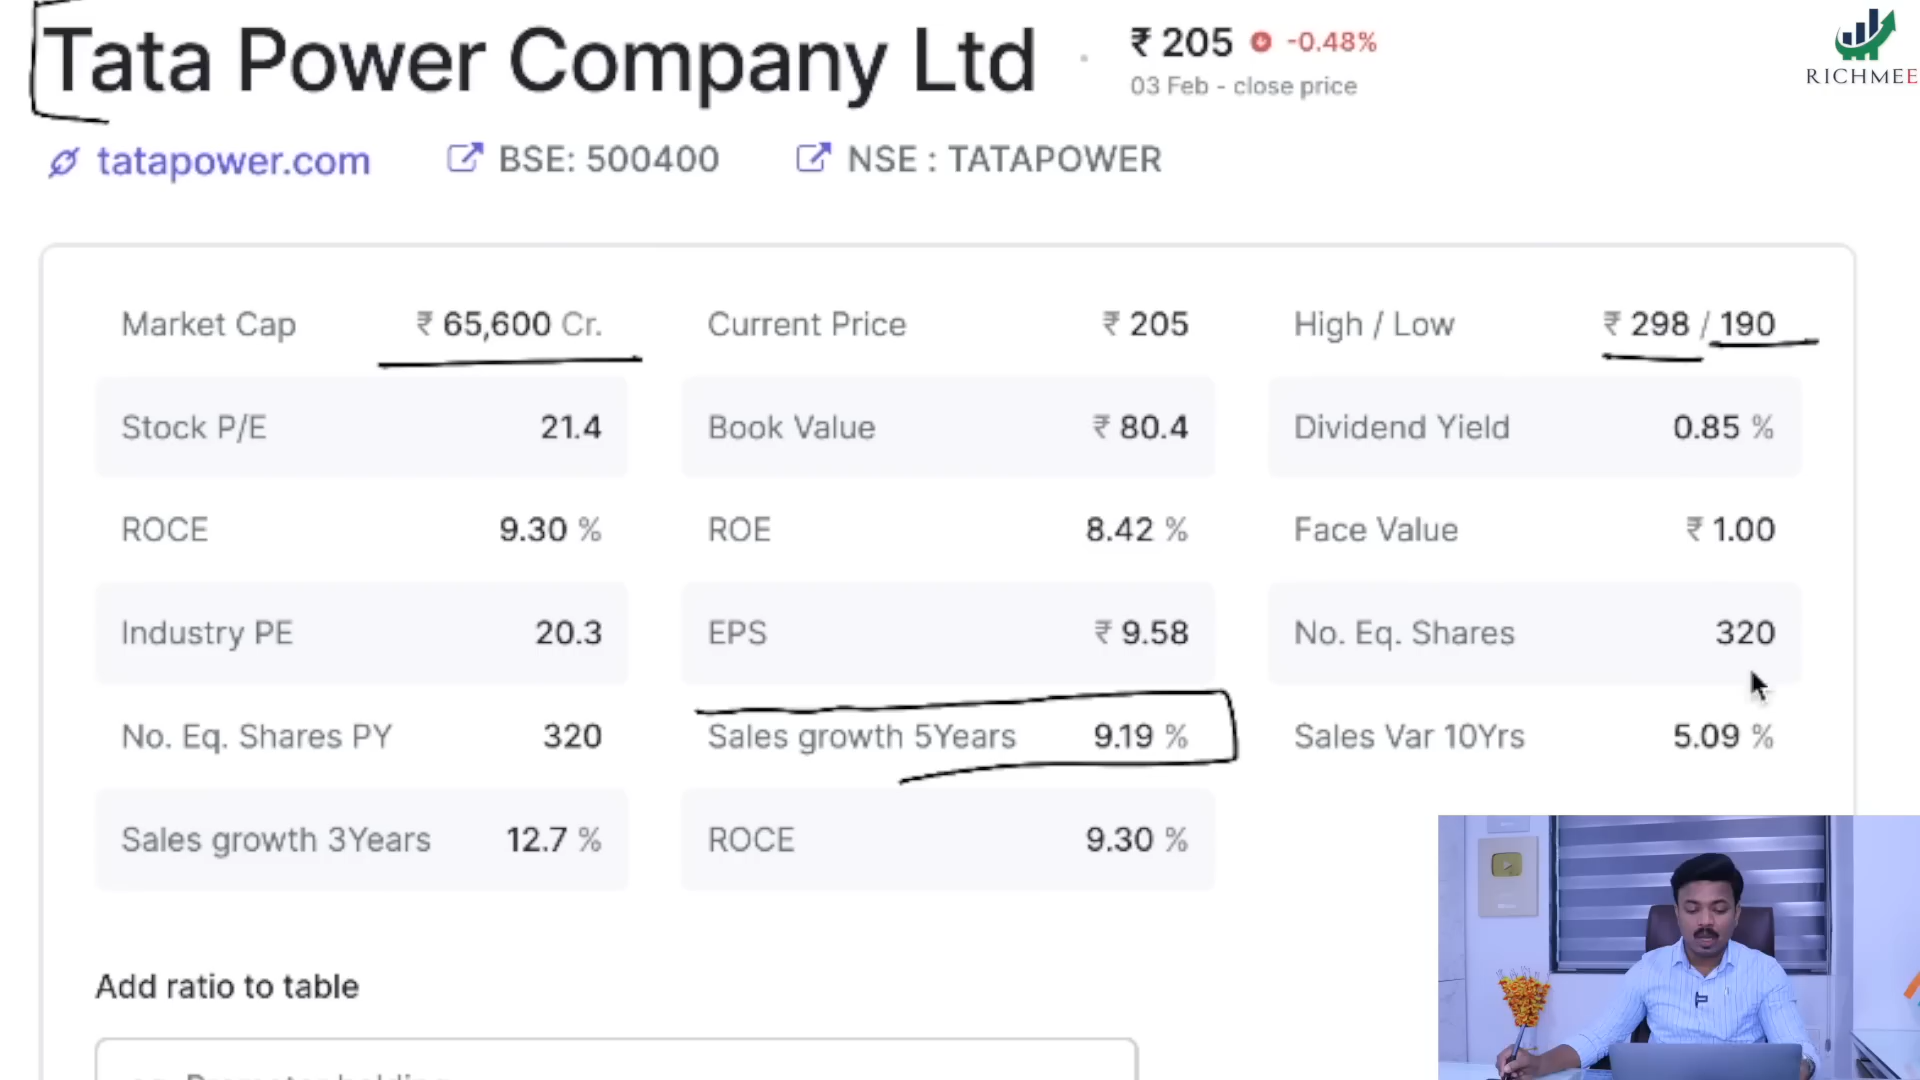 Tata Power Company Ltd
₹ 205 -0.48%
03 Feb - close price
RICHMEE
tatapower.com BSE: 500400 NSE : TATAPOWER
Market Cap ₹ 65,600 Cr. Current Price ₹ 205 High / Low ₹ 298 / 190
Stock P/E 21.4 Book Value ₹ 80.4 Dividend Yield 0.85 %
ROCE 9.30 % ROE 8.42 % Face Value ₹ 1.00
Industry PE 20.3 EPS ₹ 9.58 No. Eq. Shares 320
No. Eq. Shares PY 320 Sales growth 5Years 9.19 % Sales Var 10Yrs 5.09 %
Sales growth 3Years 12.7 % ROCE 9.30 %
Add ratio to table